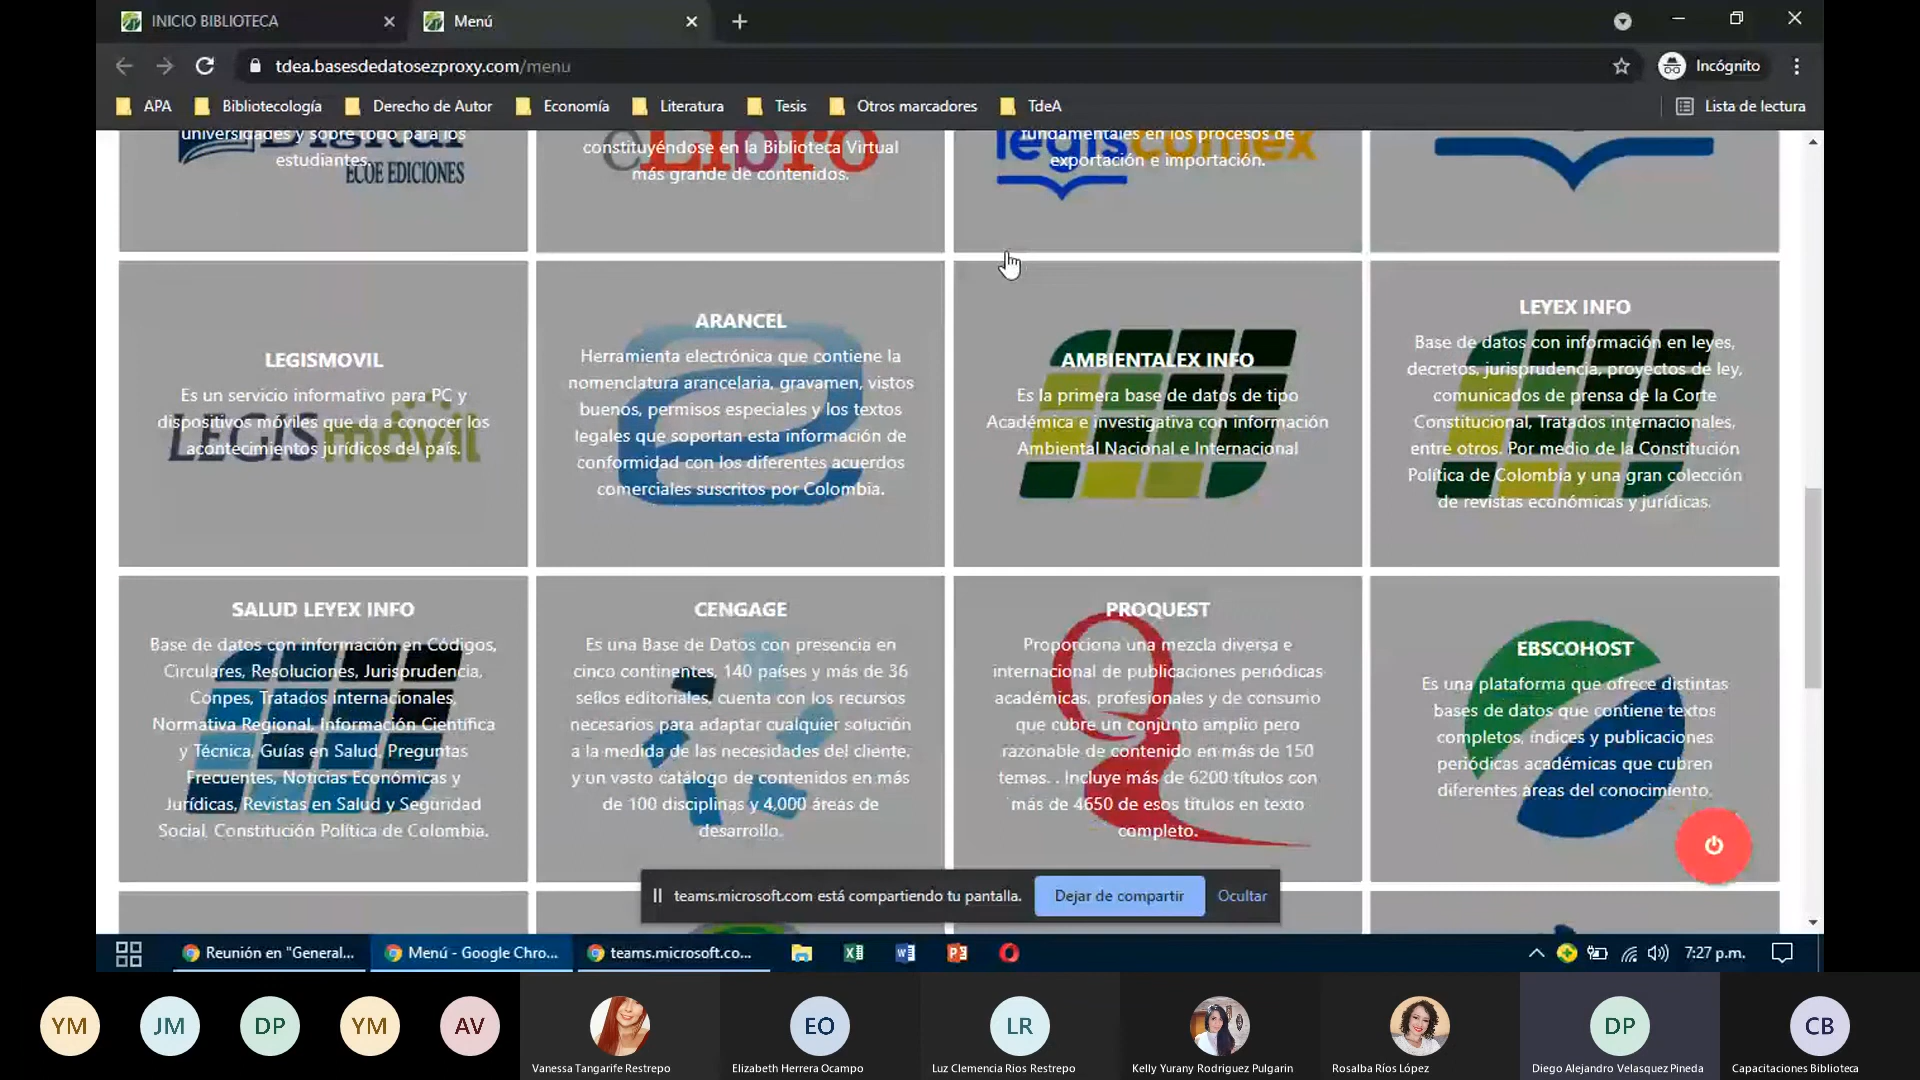 INICIO BIBLIOTECA
Menú
tdea.basesdedatosezproxy.com/menu
Incógnito
APA
Bibliotecología
Derecho de Autor
Economía
Literatura
Tesis
Otros marcadores
TdeA
Lista de lectura
universidades y sobre todo para los
estudiantes.
Digital
ECOE EDICIONES
eLibro
constituyéndose en la Biblioteca Virtual
más grande de contenidos.
fundamentales en los procesos de
legiscomex
exportación e importación.
LEGISMOVIL
Es un servicio informativo para PC y
dispositivos móviles que da a conocer los
acontecimientos jurídicos del país.
LEGISmóvil
ARANCEL
Herramienta electrónica que contiene la
nomenclatura arancelaria, gravamen, vistos
buenos, permisos especiales y los textos
legales que soportan esta información de
conformidad con los diferentes acuerdos
comerciales suscritos por Colombia.
AMBIENTALEX INFO
Es la primera base de datos de tipo
Académica e investigativa con información
Ambiental Nacional e Internacional
LEYEX INFO
Base de datos con información en leyes,
decretos, jurisprudencia, proyectos de ley,
comunicados de prensa de la Corte
Constitucional, Tratados internacionales,
entre otros. Por medio de la Constitución
Política de Colombia y una gran colección
de revistas económicas y jurídicas.
SALUD LEYEX INFO
Base de datos con información en Códigos,
Circulares, Resoluciones, Jurisprudencia,
Conpes, Tratados internacionales,
Normativa Regional, Información Científica
y Técnica, Guías en Salud, Preguntas
Frecuentes, Noticias Económicas y
Jurídicas, Revistas en Salud y Seguridad
Social, Constitución Política de Colombia.
CENGAGE
Es una Base de Datos con presencia en
cinco continentes, 140 países y más de 36
sellos editoriales, cuenta con los recursos
necesarios para adaptar cualquier solución
a la medida de las necesidades del cliente,
y un vasto catálogo de contenidos en más
de 100 disciplinas y 4,000 áreas de
desarrollo.
PROQUEST
Proporciona una mezcla diversa e
internacional de publicaciones periódicas
académicas, profesionales y de consumo
que cubre un conjunto amplio pero
razonable de contenido en más de 150
temas. . Incluye más de 6200 títulos con
más de 4650 de esos títulos en texto
completo.
EBSCOHOST
Es una plataforma que ofrece distintas
bases de datos que contiene textos
completos, índices y publicaciones
periódicas académicas que cubren
diferentes áreas del conocimiento.
teams.microsoft.com está compartiendo tu pantalla.
Dejar de compartir
Ocultar
Reunión en "General...
Menú - Google Chro...
teams.microsoft.co...
7:27 p.m.
YM
JM
DP
YM
AV
EO
LR
DP
CB
Vanessa Tangarife Restrepo
Elizabeth Herrera Ocampo
Luz Clemencia Rios Restrepo
Kelly Yurany Rodriguez Pulgarin
Rosalba Ríos López
Diego Alejandro Velasquez Pineda
Capacitaciones Biblioteca